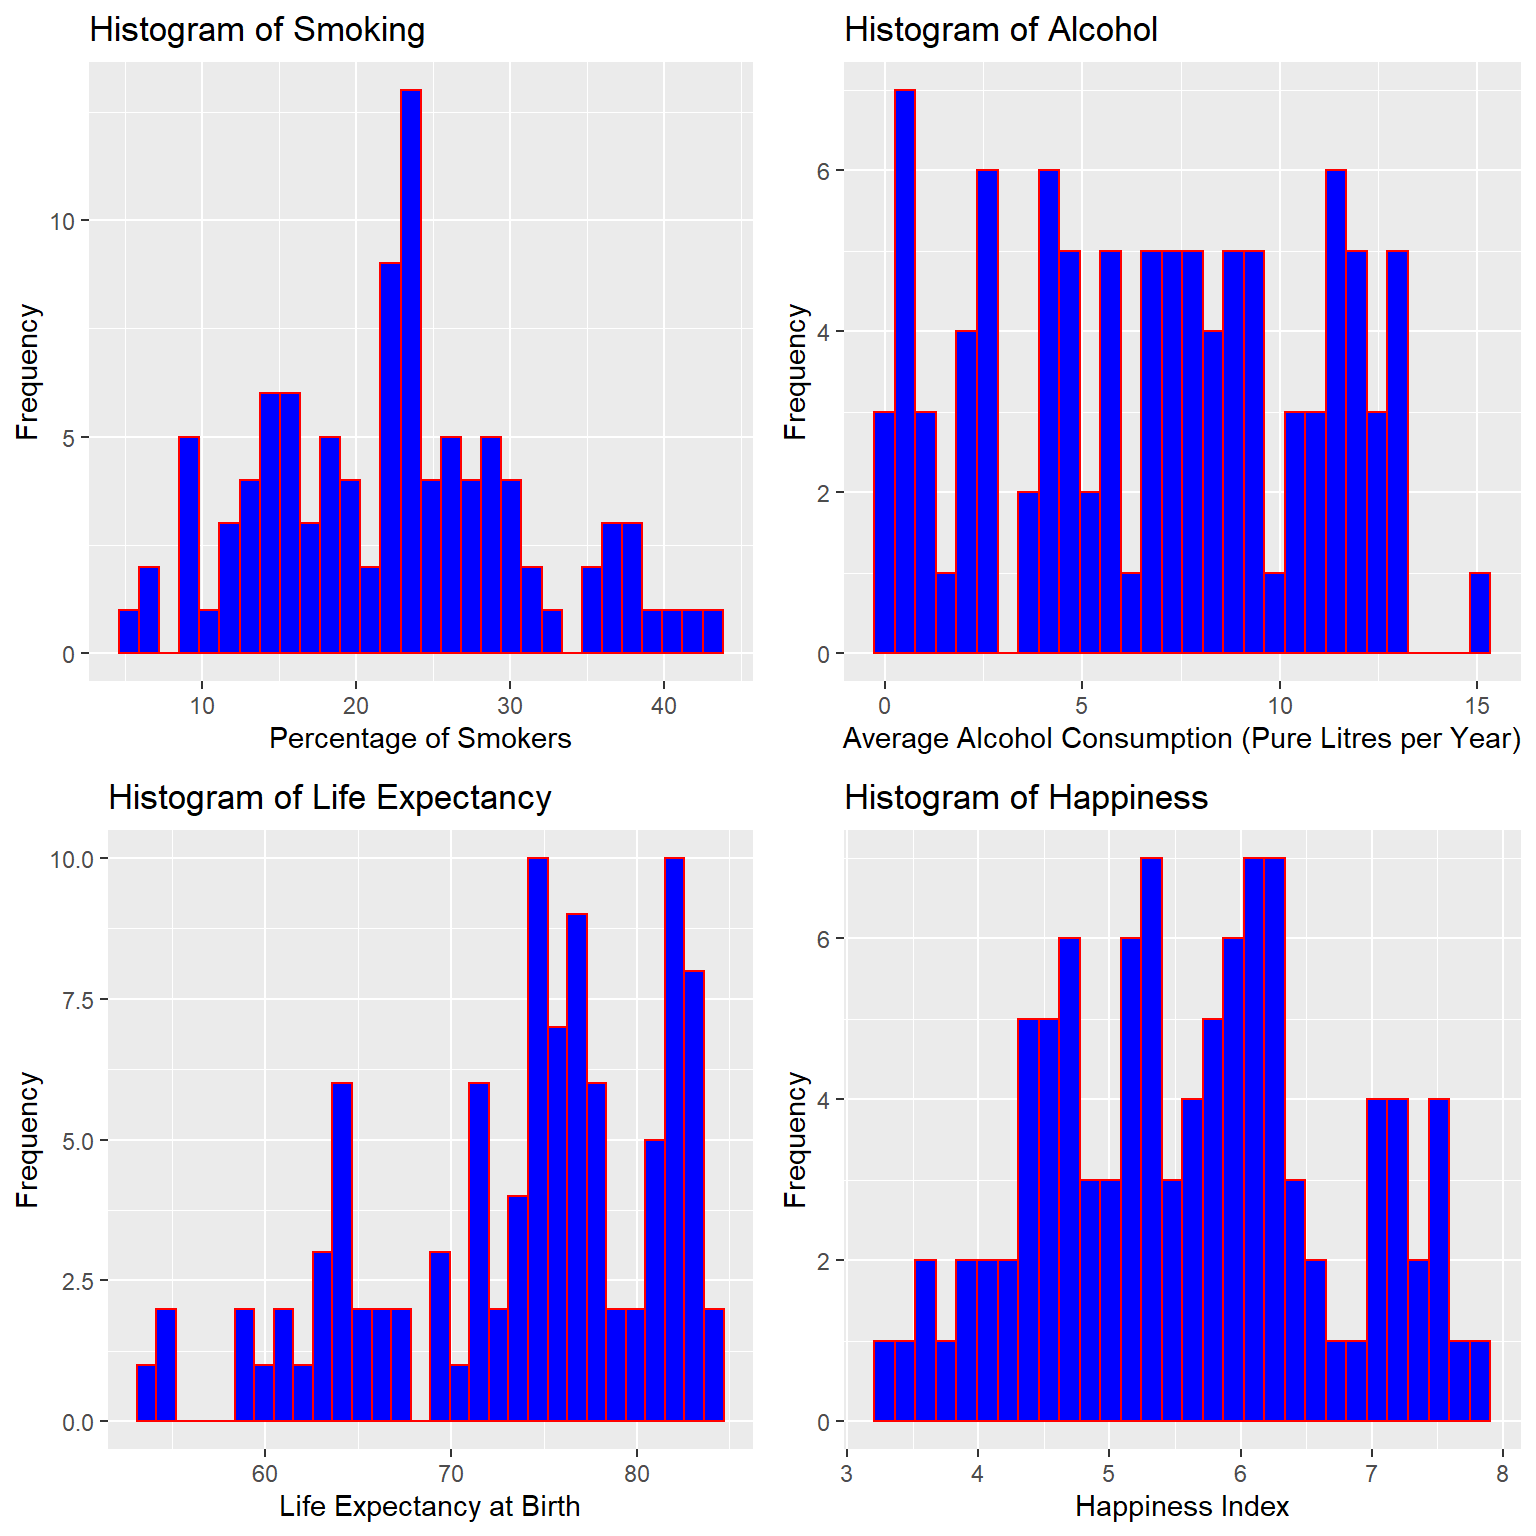 Histogram of Smoking
Frequency
10
5
0
10 20 30 40
Percentage of Smokers
Histogram of Alcohol
Frequency
6
4
2
0
0 5 10 15
Average Alcohol Consumption (Pure Litres per Year)
Histogram of Life Expectancy
Frequency
10.0
7.5
5.0
2.5
0.0
60 70 80
Life Expectancy at Birth
Histogram of Happiness
Frequency
6
4
2
0
3 4 5 6 7 8
Happiness Index